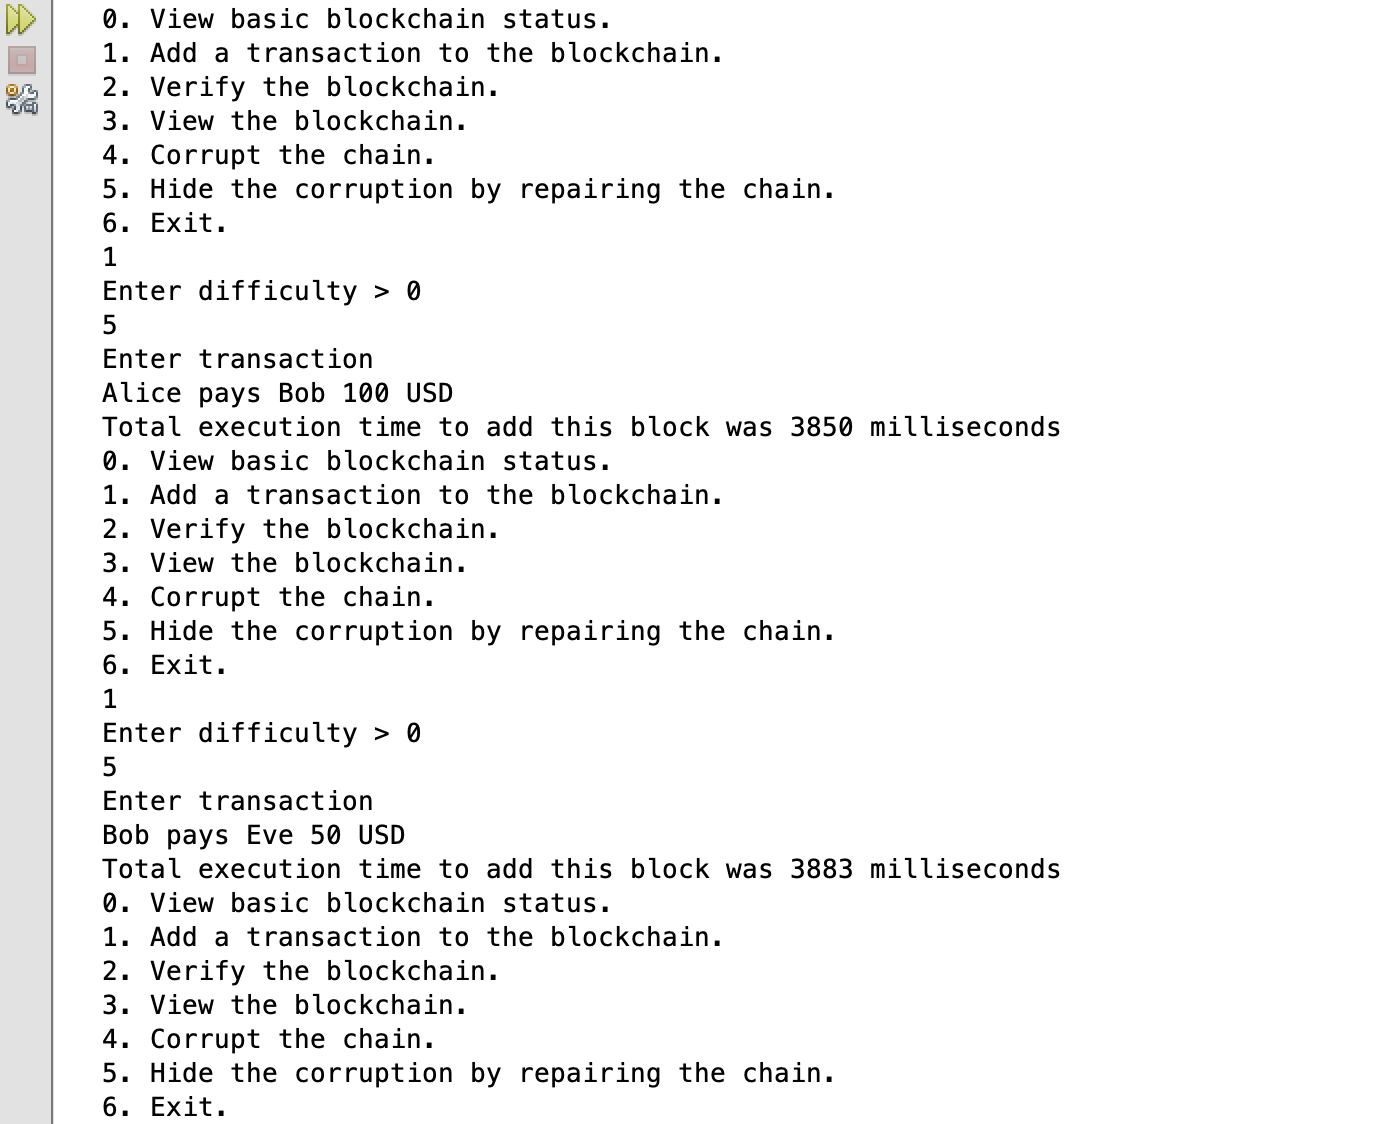 0. View basic blockchain status.
1. Add a transaction to the blockchain.
2. Verify the blockchain.
3. View the blockchain.
4. Corrupt the chain.
5. Hide the corruption by repairing the chain.
6. Exit.
1
Enter difficulty > 0
5
Enter transaction
Alice pays Bob 100 USD
Total execution time to add this block was 3850 milliseconds
0. View basic blockchain status.
1. Add a transaction to the blockchain.
2. Verify the blockchain.
3. View the blockchain.
4. Corrupt the chain.
5. Hide the corruption by repairing the chain.
6. Exit.
1
Enter difficulty > 0
5
Enter transaction
Bob pays Eve 50 USD
Total execution time to add this block was 3883 milliseconds
0. View basic blockchain status.
1. Add a transaction to the blockchain.
2. Verify the blockchain.
3. View the blockchain.
4. Corrupt the chain.
5. Hide the corruption by repairing the chain.
6. Exit.